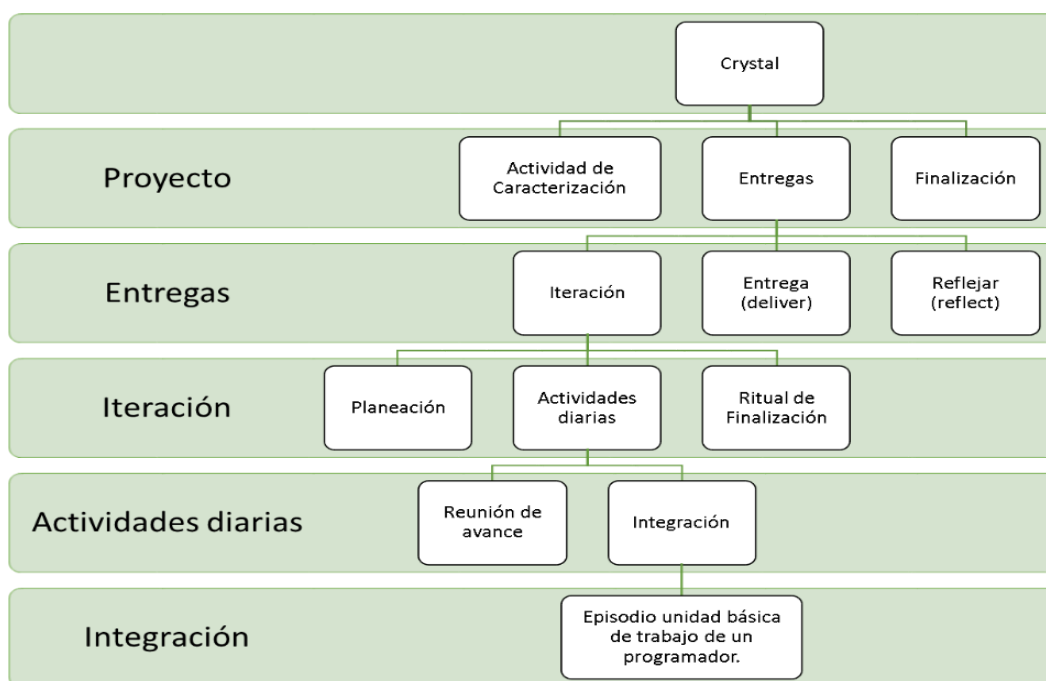 Crystal
Proyecto
Actividad de
Caracterización
Entregas
Finalización
Entregas
Iteración
Entrega
(deliver)
Reflejar
(reflect)
Iteración
Planeación
Actividades
diarias
Ritual de
Finalización
Actividades diarias
Reunión de
avance
Integración
Integración
Episodio unidad básica
de trabajo de un
programador.